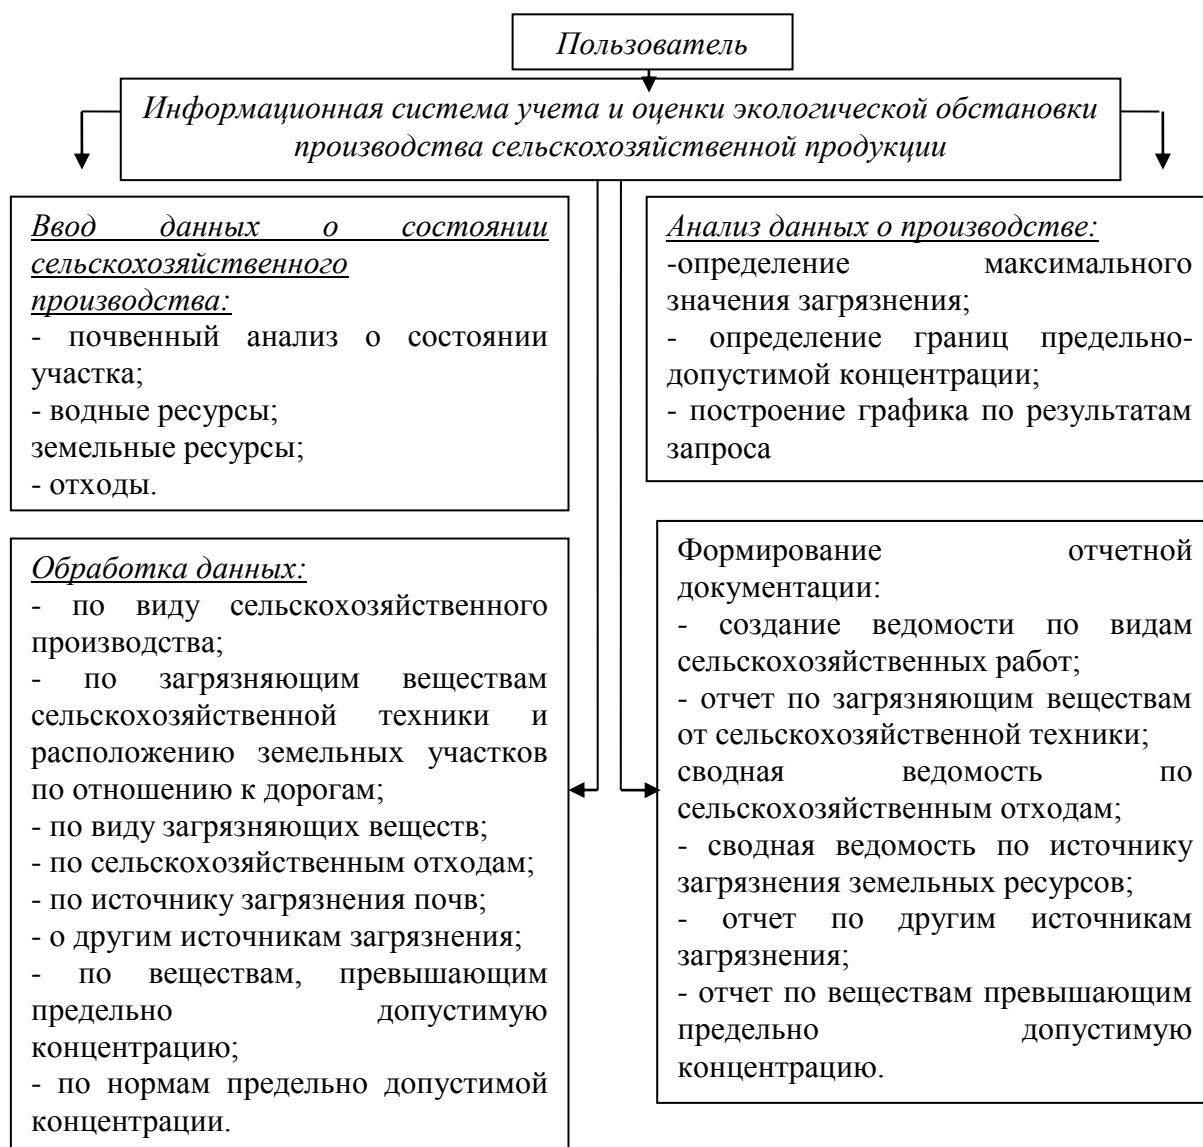 Пользователь
Информационная система учета и оценки экологической обстановки
производства сельскохозяйственной продукции
Ввод данных о состоянии
сельскохозяйственного
производства:
- почвенный анализ о состоянии
участка;
- водные ресурсы;
земельные ресурсы;
- отходы.
Анализ данных о производстве:
-определение максимального
значения загрязнения;
- определение границ предельно-
допустимой концентрации;
- построение графика по результатам
запроса
Обработка данных:
- по виду сельскохозяйственного
производства;
- по загрязняющим веществам
сельскохозяйственной техники и
расположению земельных участков
по отношению к дорогам;
- по виду загрязняющих веществ;
- по сельскохозяйственным отходам;
- по источнику загрязнения почв;
- о другим источникам загрязнения;
- по веществам, превышающим
предельно допустимую
концентрацию;
- по нормам предельно допустимой
концентрации.
Формирование отчетной
документации:
- создание ведомости по видам
сельскохозяйственных работ;
- отчет по загрязняющим веществам
от сельскохозяйственной техники;
сводная ведомость по
сельскохозяйственным отходам;
- сводная ведомость по источнику
загрязнения земельных ресурсов;
- отчет по другим источникам
загрязнения;
- отчет по веществам превышающим
предельно допустимую
концентрацию.